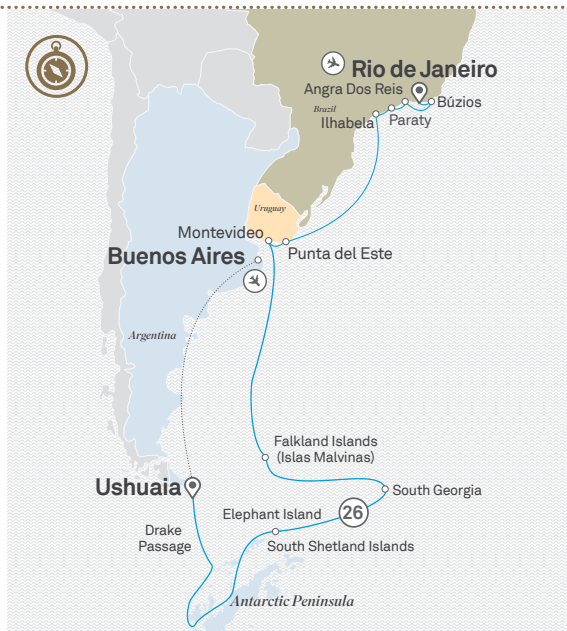 Rio de Janeiro
Angra Dos Reis
Búzios
Brazil
Ilhabela
Paraty
Uruguay
Montevideo
Punta del Este
Buenos Aires
Argentina
Falkland Islands
(Islas Malvinas)
Ushuaia
South Georgia
Elephant Island
26
Drake
Passage
South Shetland Islands
Antarctic Peninsula